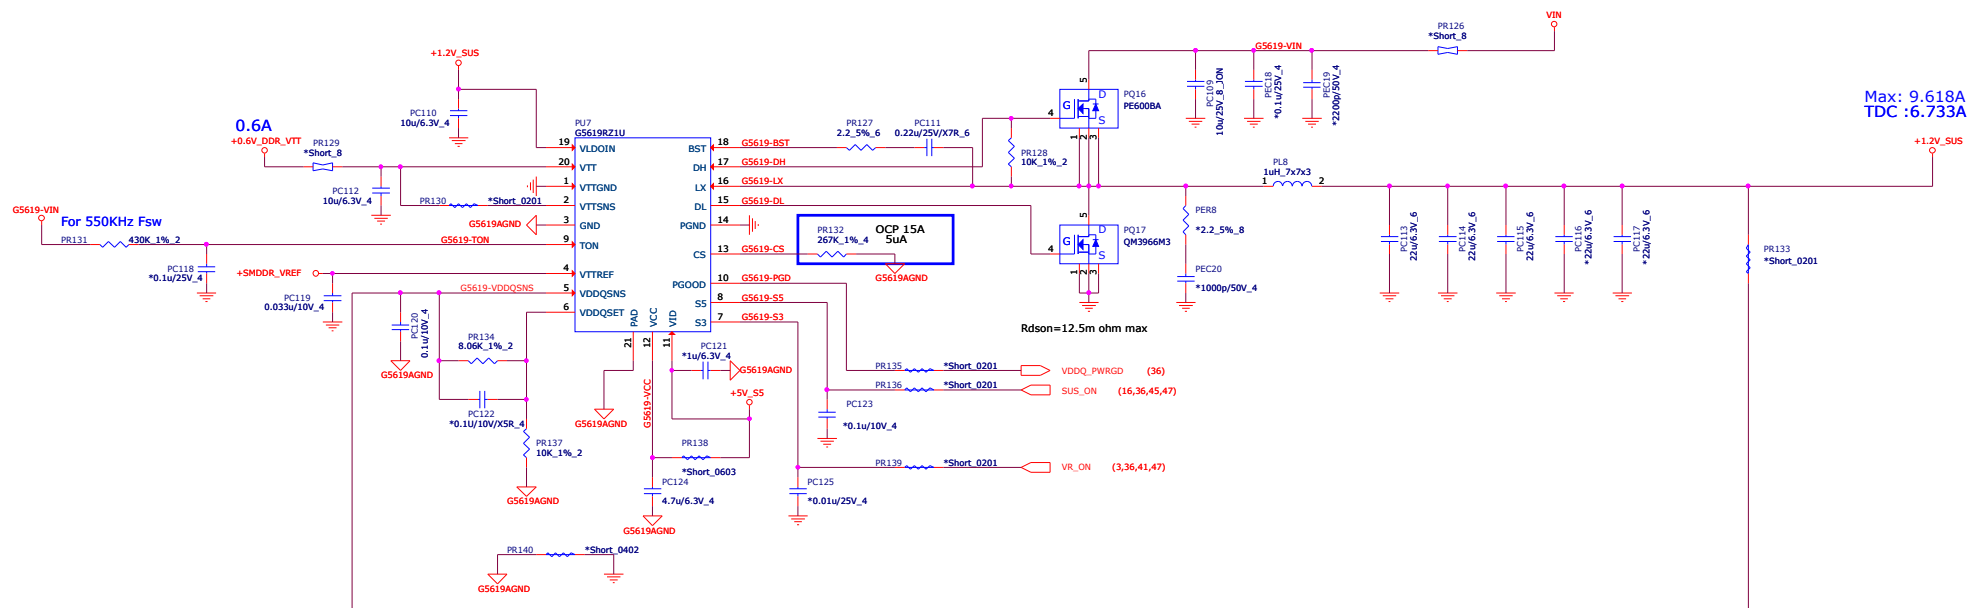 VIN
PR126
*Short_8
G5619-VIN
+1.2V_SUS
PC109
10u/25V_8_JON
PEC18
*0.1u/25V_4
PEC19
*2200p/50V_4
Max: 9.618A
TDC :6.733A
+1.2V_SUS
5
D
G
S
4
1
2
3
PQ16
PE600BA
PC110
10u/6.3V_4
0.6A
+0.6V_DDR_VTT
PR129
*Short_8
PU7
G5619RZ1U
19
VLDOIN
20
VTT
1
VTTGND
2
VTTSNS
3
GND
9
TON
4
VTTREF
5
VDDQSNS
6
VDDQSET
BST
18
G5619-BST
DH
17
G5619-DH
LX
16
G5619-LX
DL
15
G5619-DL
PGND
14
CS
13
G5619-CS
PGOOD
10
G5619-PGD
S5
8
G5619-S5
S3
7
G5619-S3
PAD
VCC
VID
21
12
11
PR127
2.2_5%_6
PC111
0.22u/25V/X7R_6
PR128
10K_1%_2
PL8
1uH_7x7x3
1
2
PC112
10u/6.3V_4
PR130
*Short_0201
G5619AGND
G5619-VIN
For 550KHz Fsw
PR131
430K_1%_2
G5619-TON
PC118
*0.1u/25V_4
+SMDDR_VREF
PC119
0.033u/10V_4
G5619-VDDQSNS
PR132
267K_1%_4
OCP 15A
5uA
G5619AGND
5
D
G
S
4
1
2
3
PQ17
QM3966M3
PER8
*2.2_5%_8
PEC20
*1000p/50V_4
Rdson=12.5m ohm max
PC113
22u/6.3V_6
PC114
22u/6.3V_6
PC115
22u/6.3V_6
PC116
*22u/6.3V_6
PC117
*22u/6.3V_6
PR133
*Short_0201
PC120
0.1u/10V_4
G5619AGND
PR134
8.06K_1%_2
PC122
*0.1U/10V/X5R_4
PR137
10K_1%_2
G5619AGND
G5619AGND
G5619-VCC
PC121
*1u/6.3V_4
G5619AGND
+5V_S5
PR138
*Short_0603
PC124
4.7u/6.3V_4
G5619AGND
PR135
*Short_0201
VDDQ_PWRGD
(36)
PR136
*Short_0201
SUS_ON
(16,36,45,47)
PC123
*0.1u/10V_4
PR139
*Short_0201
VR_ON
(3,36,41,47)
PC125
*0.01u/25V_4
PR140
*Short_0402
G5619AGND